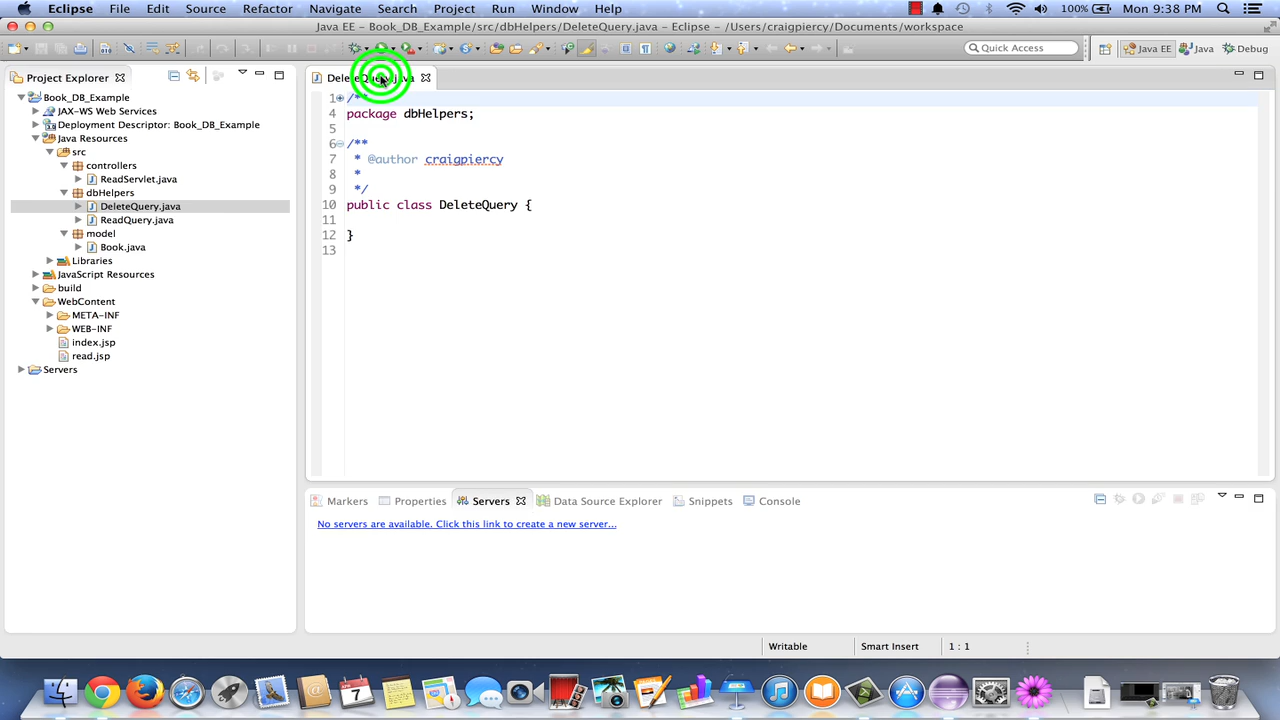 Eclipse File Edit Source Refactor Navigate Search Project Run Window Help 100% Mon 9:38 PM
Java EE – Book_DB_Example/src/dbHelpers/DeleteQuery.java – Eclipse – /Users/craigpiercy/Documents/workspace
Quick Access Java EE Java Debug
Project Explorer
Book_DB_Example
JAX-WS Web Services
Deployment Descriptor: Book_DB_Example
Java Resources
src
controllers
ReadServlet.java
dbHelpers
DeleteQuery.java
ReadQuery.java
model
Book.java
Libraries
JavaScript Resources
build
WebContent
META-INF
WEB-INF
index.jsp
read.jsp
Servers
DeleteQuery.java
1 /**
4 package dbHelpers;
5
6 /**
7 * @author craigpiercy
8 *
9 */
10 public class DeleteQuery {
11
12 }
13
Markers Properties Servers Data Source Explorer Snippets Console
No servers are available. Click this link to create a new server...
Writable Smart Insert 1 : 1
7